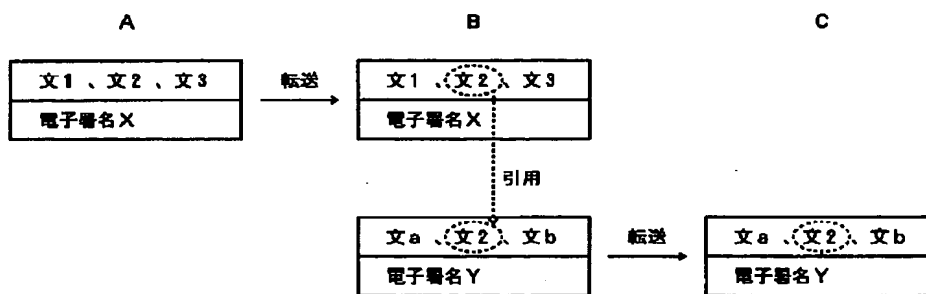 A B C
文1 、文2 、文3 転送 文1 、文2 、文3
電子署名X 電子署名X
引用
文a 、文2 、文b 転送 文a 、文2 、文b
電子署名Y 電子署名Y